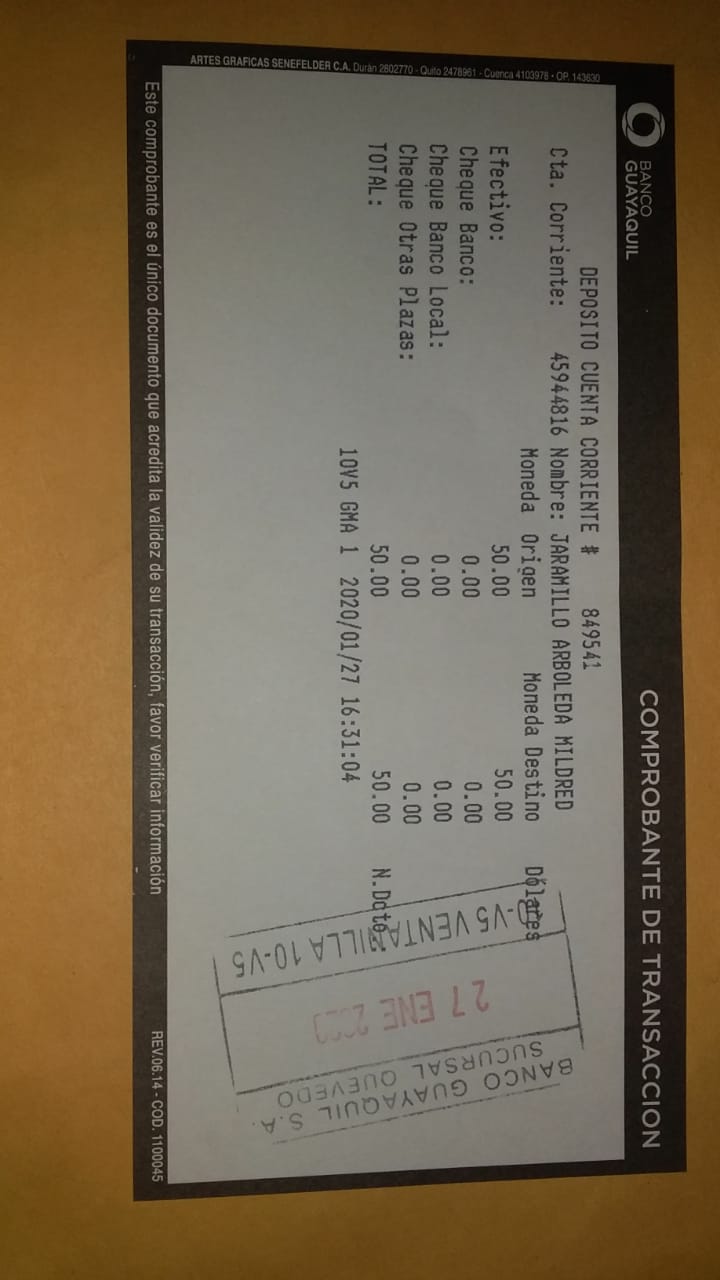 BANCO
GUAYAQUIL
COMPROBANTE DE TRANSACCION
DEPOSITO CUENTA CORRIENTE # 849541
Cta. Corriente: 45944816 Nombre: JARAMILLO ARBOLEDA MILDRED
Moneda Origen Moneda Destino Dólares
Efectivo: 50.00 50.00
Cheque Banco: 0.00 0.00
Cheque Banco Local: 0.00 0.00
Cheque Otras Plazas: 0.00 0.00
TOTAL: 50.00 50.00 N.Dcto
10V5 GMA 1 2020/01/27 16:31:04
BANCO GUAYAQUIL S.A.
SUCURSAL QUEVEDO
27 ENE 2020
10-V5 VENTANILLA 10-V5
ARTES GRAFICAS SENEFELDER C.A. Durán 2802770 - Quito 2478961 - Cuenca 4103978 - OP. 143630
Este comprobante es el único documento que acredita la validez de su transacción, favor verificar información
REV.06.14 - COD. 1100045